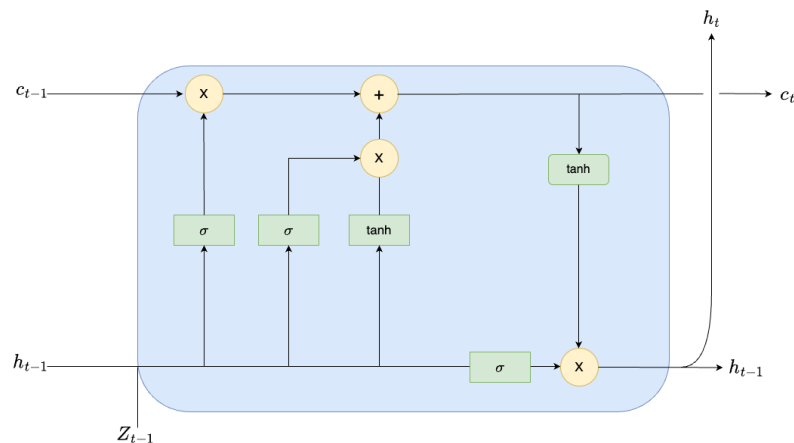 h_t
c_{t-1} X + c_t
X tanh
σ σ tanh
h_{t-1} σ X h_{t-1}
Z_{t-1}